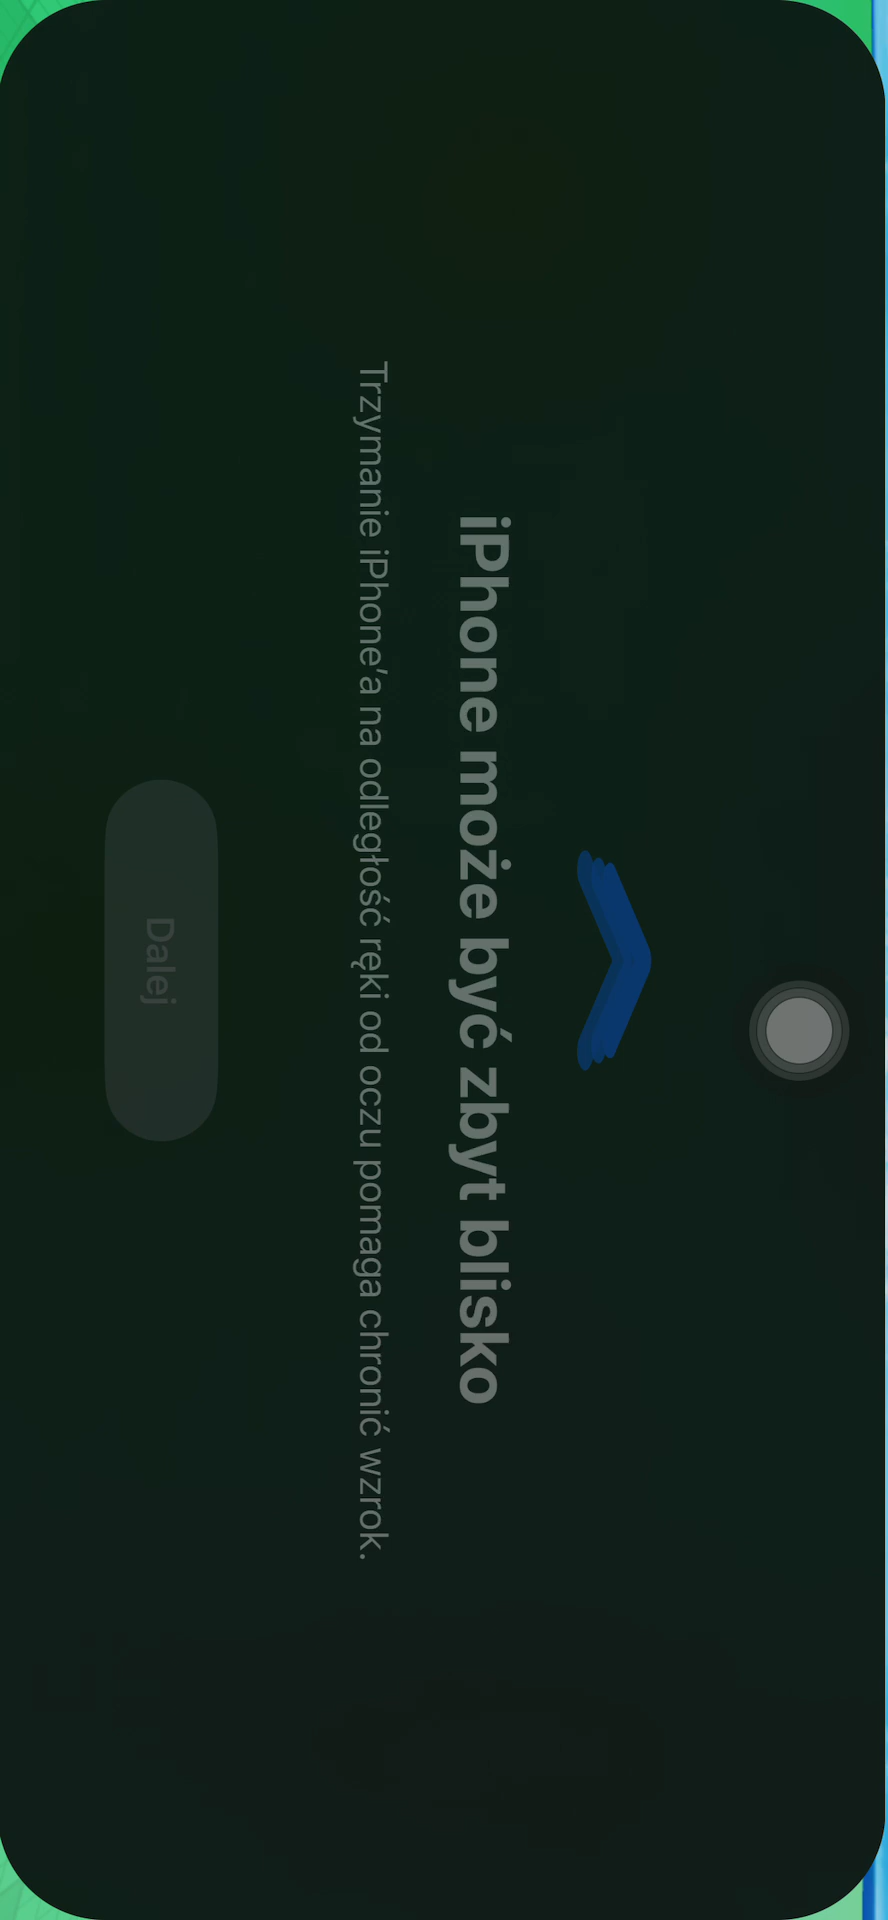 iPhone może być zbyt blisko
Trzymanie iPhone’a na odległość ręki od oczu pomaga chronić wzrok.
Dalej